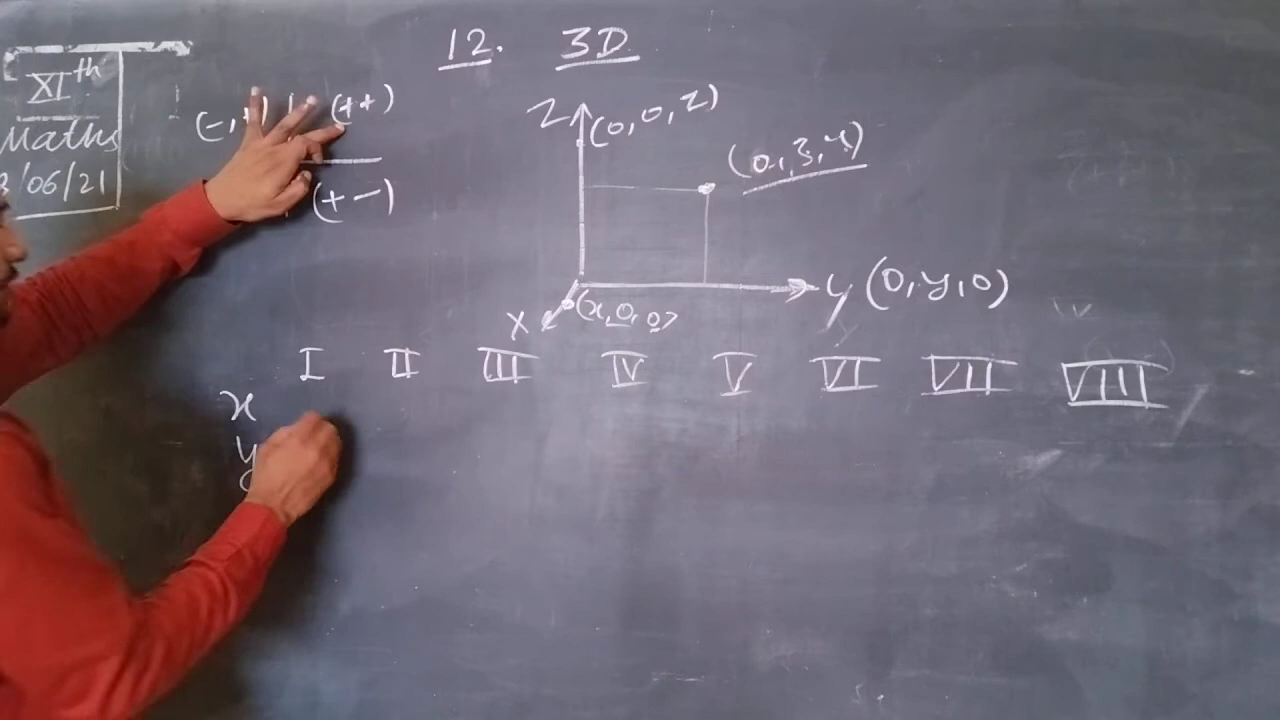 12. 3D
XIth
Maths
/06/21
(-,+) (++)
(+-)
Z (0,0,Z)
(0,3,4)
y (0,y,0)
X (x,0,0)
I II III IV V VI VII VIII
x
y